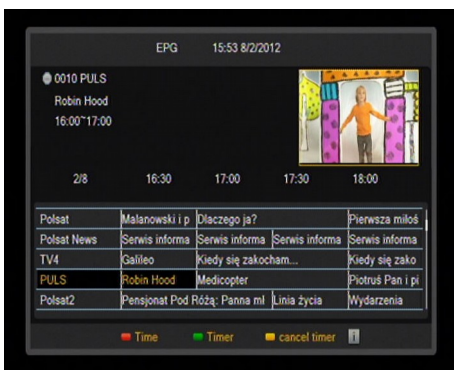 EPG 15:53 8/2/2012
0010 PULS
Robin Hood
16:00~17:00
2/8 16:30 17:00 17:30 18:00
Polsat Malanowski i p Dlaczego ja? Pierwsza miloś
Polsat News Serwis informa Serwis informa Serwis informa Serwis informa
TV4 Galileo Kiedy się zakocham... Kiedy się zako
PULS Robin Hood Medicopter Piotruś Pan i pi
Polsat2 Pensjonat Pod Różą: Panna mł Linia życia Wydarzenia
Time Timer cancel timer i